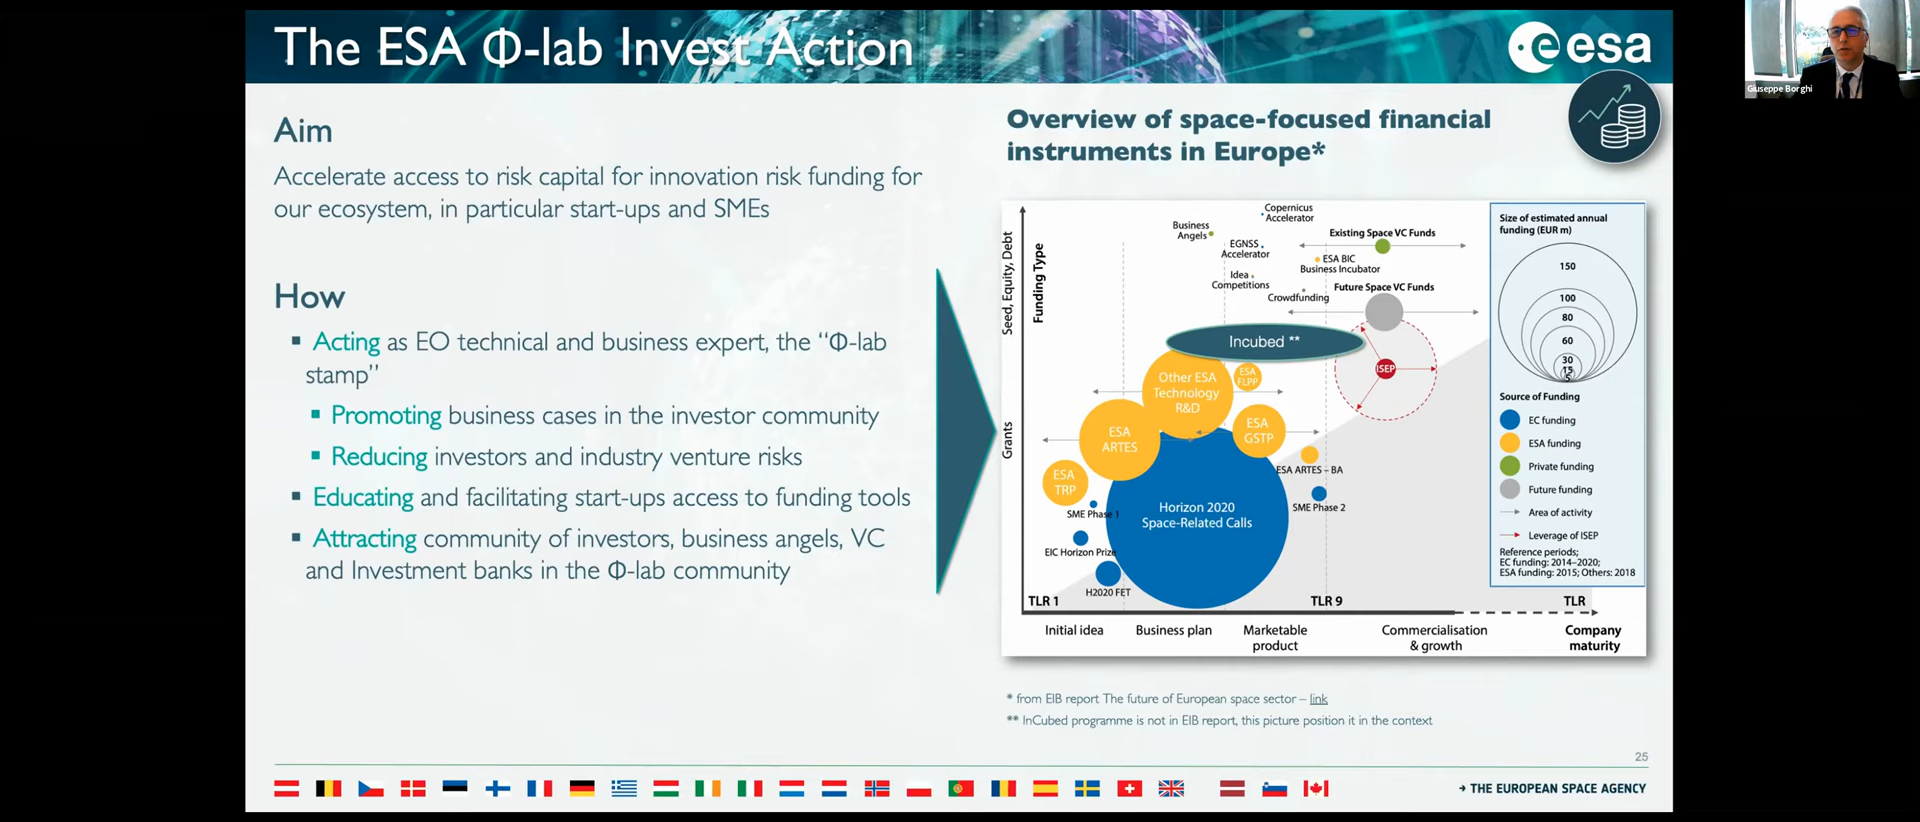 The ESA Φ-lab Invest Action
esa
Giuseppe Borghi
Aim
Accelerate access to risk capital for innovation risk funding for
our ecosystem, in particular start-ups and SMEs
How
Acting as EO technical and business expert, the “Φ-lab
stamp”
Promoting business cases in the investor community
Reducing investors and industry venture risks
Educating and facilitating start-ups access to funding tools
Attracting community of investors, business angels, VC
and Investment banks in the Φ-lab community
Overview of space-focused financial
instruments in Europe*
Seed, Equity, Debt
Grants
Funding Type
Copernicus
Accelerator
Business
Angels
EGNSS
Accelerator
Existing Space VC Funds
ESA BIC
Business Incubator
Idea
Competitions
Crowdfunding
Future Space VC Funds
Incubed **
ISEP
Other ESA
Technology
R&D
ESA
FLPP
ESA
ARTES
ESA
GSTP
ESA ARTES – BA
ESA
TRP
SME Phase 1
SME Phase 2
Horizon 2020
Space-Related Calls
EIC Horizon Prize
H2020 FET
TLR 1
TLR 9
TLR
Initial idea
Business plan
Marketable
product
Commercialisation
& growth
Company
maturity
Size of estimated annual
funding (EUR m)
150
100
80
60
30
15
5
Source of Funding
EC funding
ESA funding
Private funding
Future funding
Area of activity
Leverage of ISEP
Reference periods;
EC funding: 2014–2020;
ESA funding: 2015; Others: 2018
* from EIB report The future of European space sector – link
** InCubed programme is not in EIB report, this picture position it in the context
25
→ THE EUROPEAN SPACE AGENCY